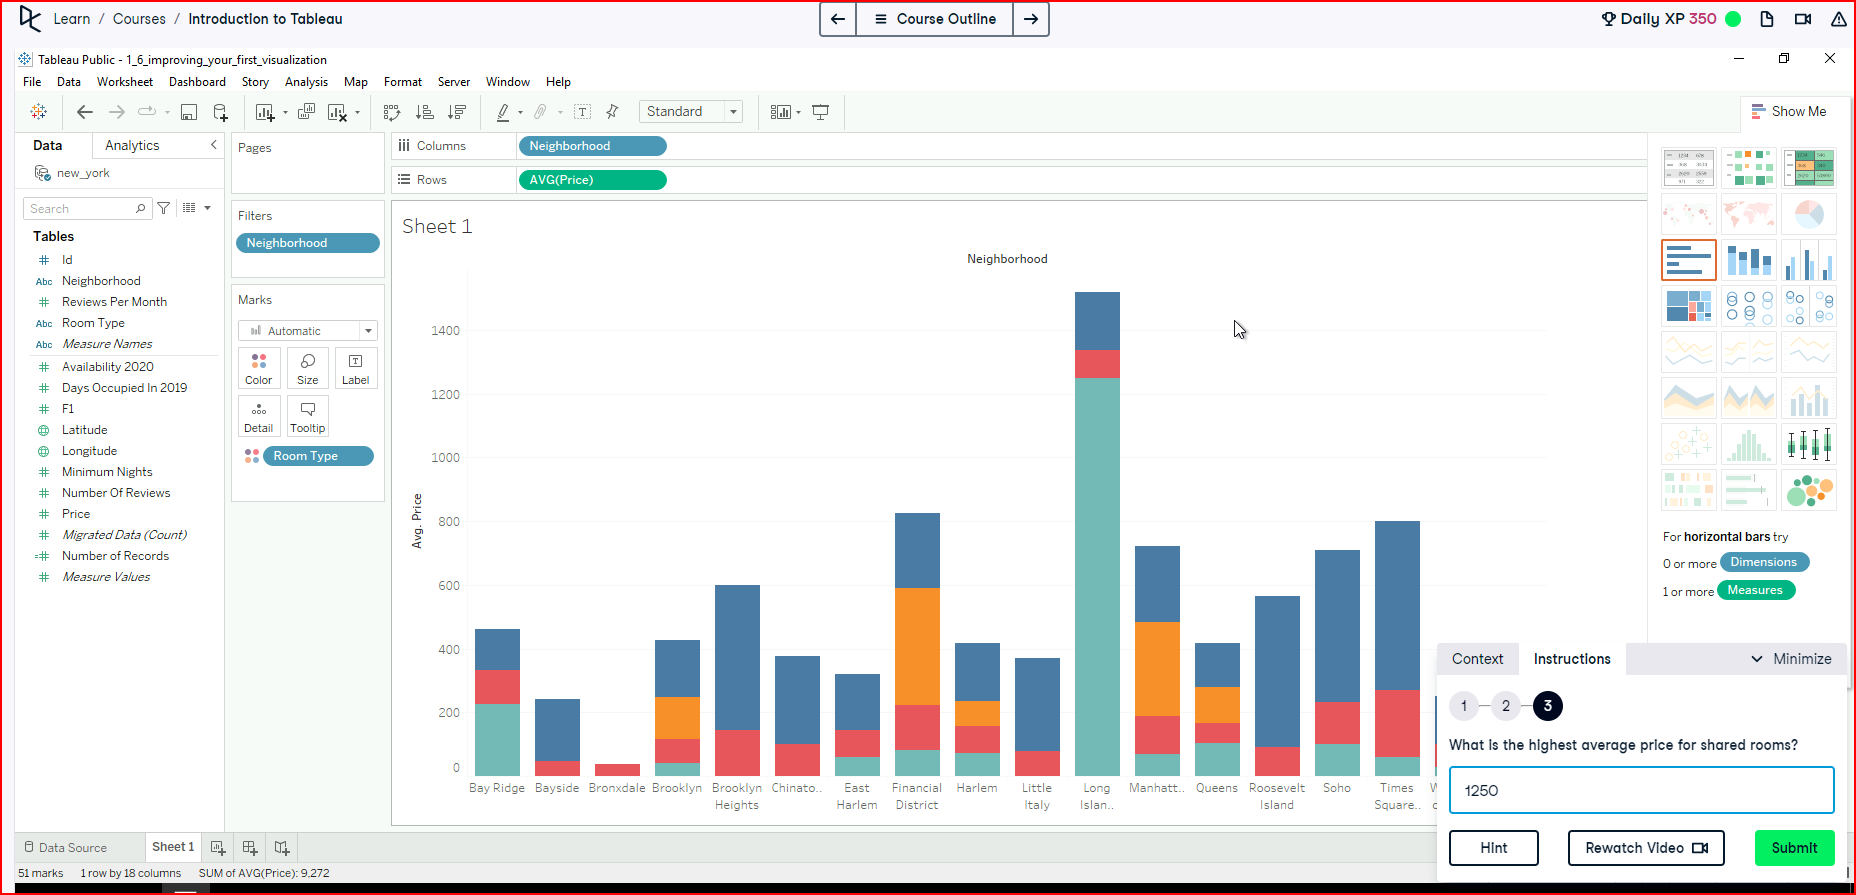 Learn / Courses / Introduction to Tableau
Course Outline
Daily XP 350
Tableau Public - 1_6_improving_your_first_visualization
File Data Worksheet Dashboard Story Analysis Map Format Server Window Help
Standard
Show Me
Data Analytics
new_york
Search
Tables
# Id
Abc Neighborhood
# Reviews Per Month
Abc Room Type
Abc Measure Names
# Availability 2020
# Days Occupied In 2019
# F1
Latitude
Longitude
# Minimum Nights
# Number Of Reviews
# Price
# Migrated Data (Count)
=# Number of Records
# Measure Values
Pages
Filters
Neighborhood
Marks
Automatic
Color Size Label
Detail Tooltip
Room Type
Columns Neighborhood
Rows AVG(Price)
Sheet 1
Neighborhood
Avg. Price
1400
1200
1000
800
600
400
200
0
Bay Ridge
Bayside
Bronxdale
Brooklyn
Brooklyn
Heights
Chinato..
East
Harlem
Financial
District
Harlem
Little
Italy
Long
Islan..
Manhatt..
Queens
Roosevelt
Island
Soho
Times
Square..
For horizontal bars try
0 or more Dimensions
1 or more Measures
Context Instructions Minimize
1 2 3
What is the highest average price for shared rooms?
1250
Hint Rewatch Video Submit
Data Source Sheet 1
51 marks 1 row by 18 columns SUM of AVG(Price): 9,272